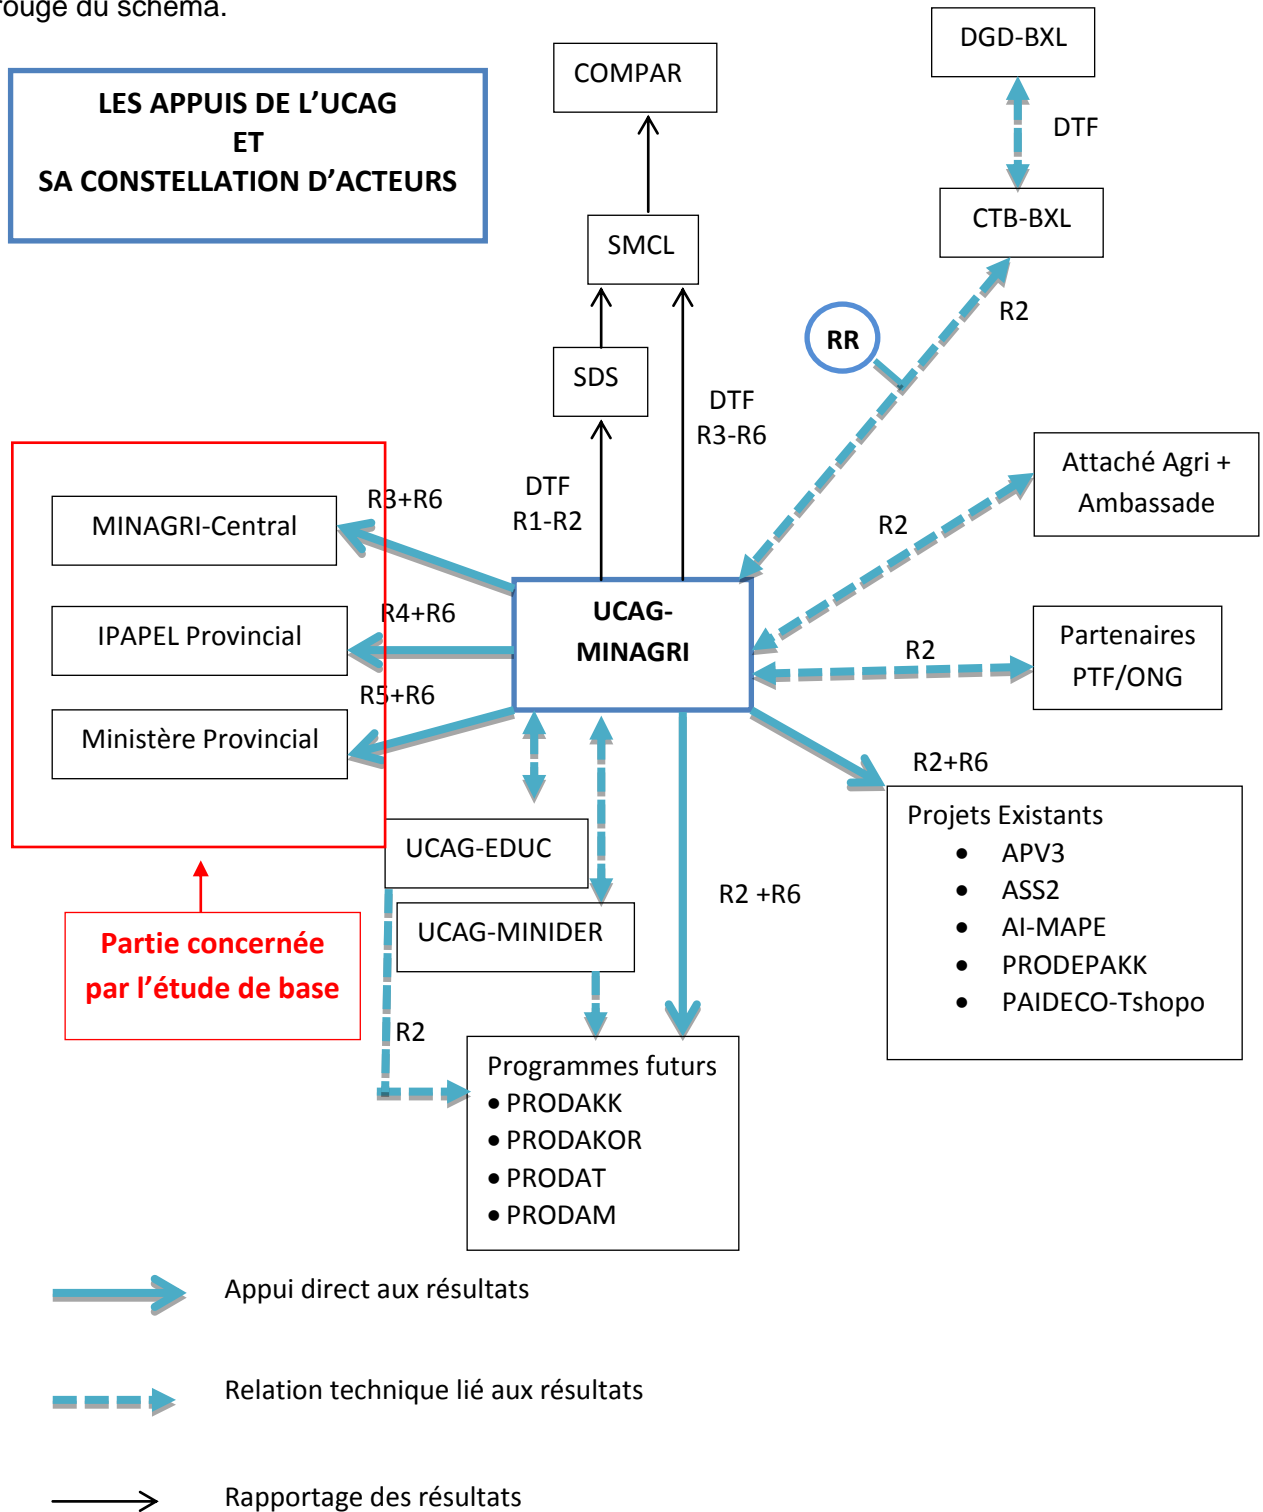 rouge du schéma.
LES APPUIS DE L'UCAG
ET
SA CONSTELLATION D'ACTEURS
COMPAR
DGD-BXL
DTF
CTB-BXL
SMCL
R2
RR
SDS
DTF
R3-R6
DTF
R1-R2
Attaché Agri +
Ambassade
R2
R3+R6
MINAGRI-Central
R4+R6
IPAPEL Provincial
R5+R6
Ministère Provincial
UCAG-
MINAGRI
R2
Partenaires
PTF/ONG
R2+R6
Projets Existants
• APV3
• ASS2
• AI-MAPE
• PRODEPAKK
• PAIDECO-Tshopo
UCAG-EDUC
UCAG-MINIDER
R2 +R6
Partie concernée
par l'étude de base
R2
Programmes futurs
• PRODAKK
• PRODAKOR
• PRODAT
• PRODAM
Appui direct aux résultats
Relation technique lié aux résultats
Rapportage des résultats